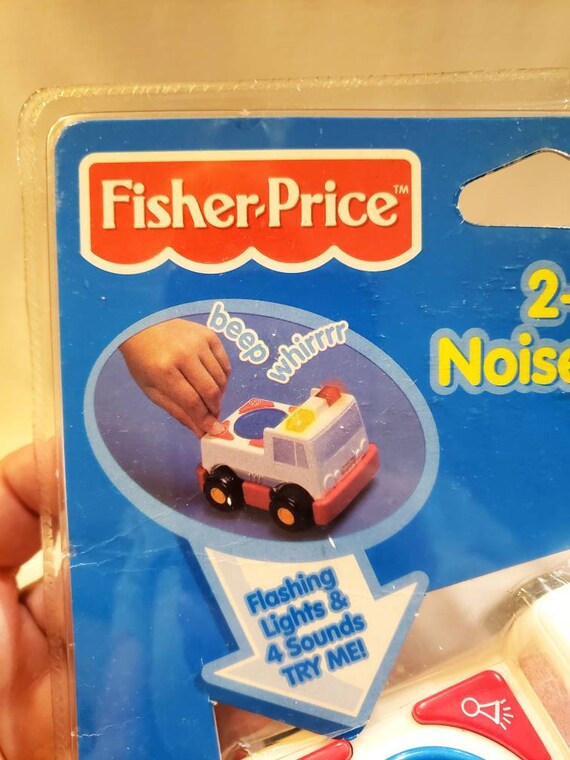 Fisher-Price™
beep
whirrrr
2-
Noise
Flashing
Lights &
4 Sounds
TRY ME!